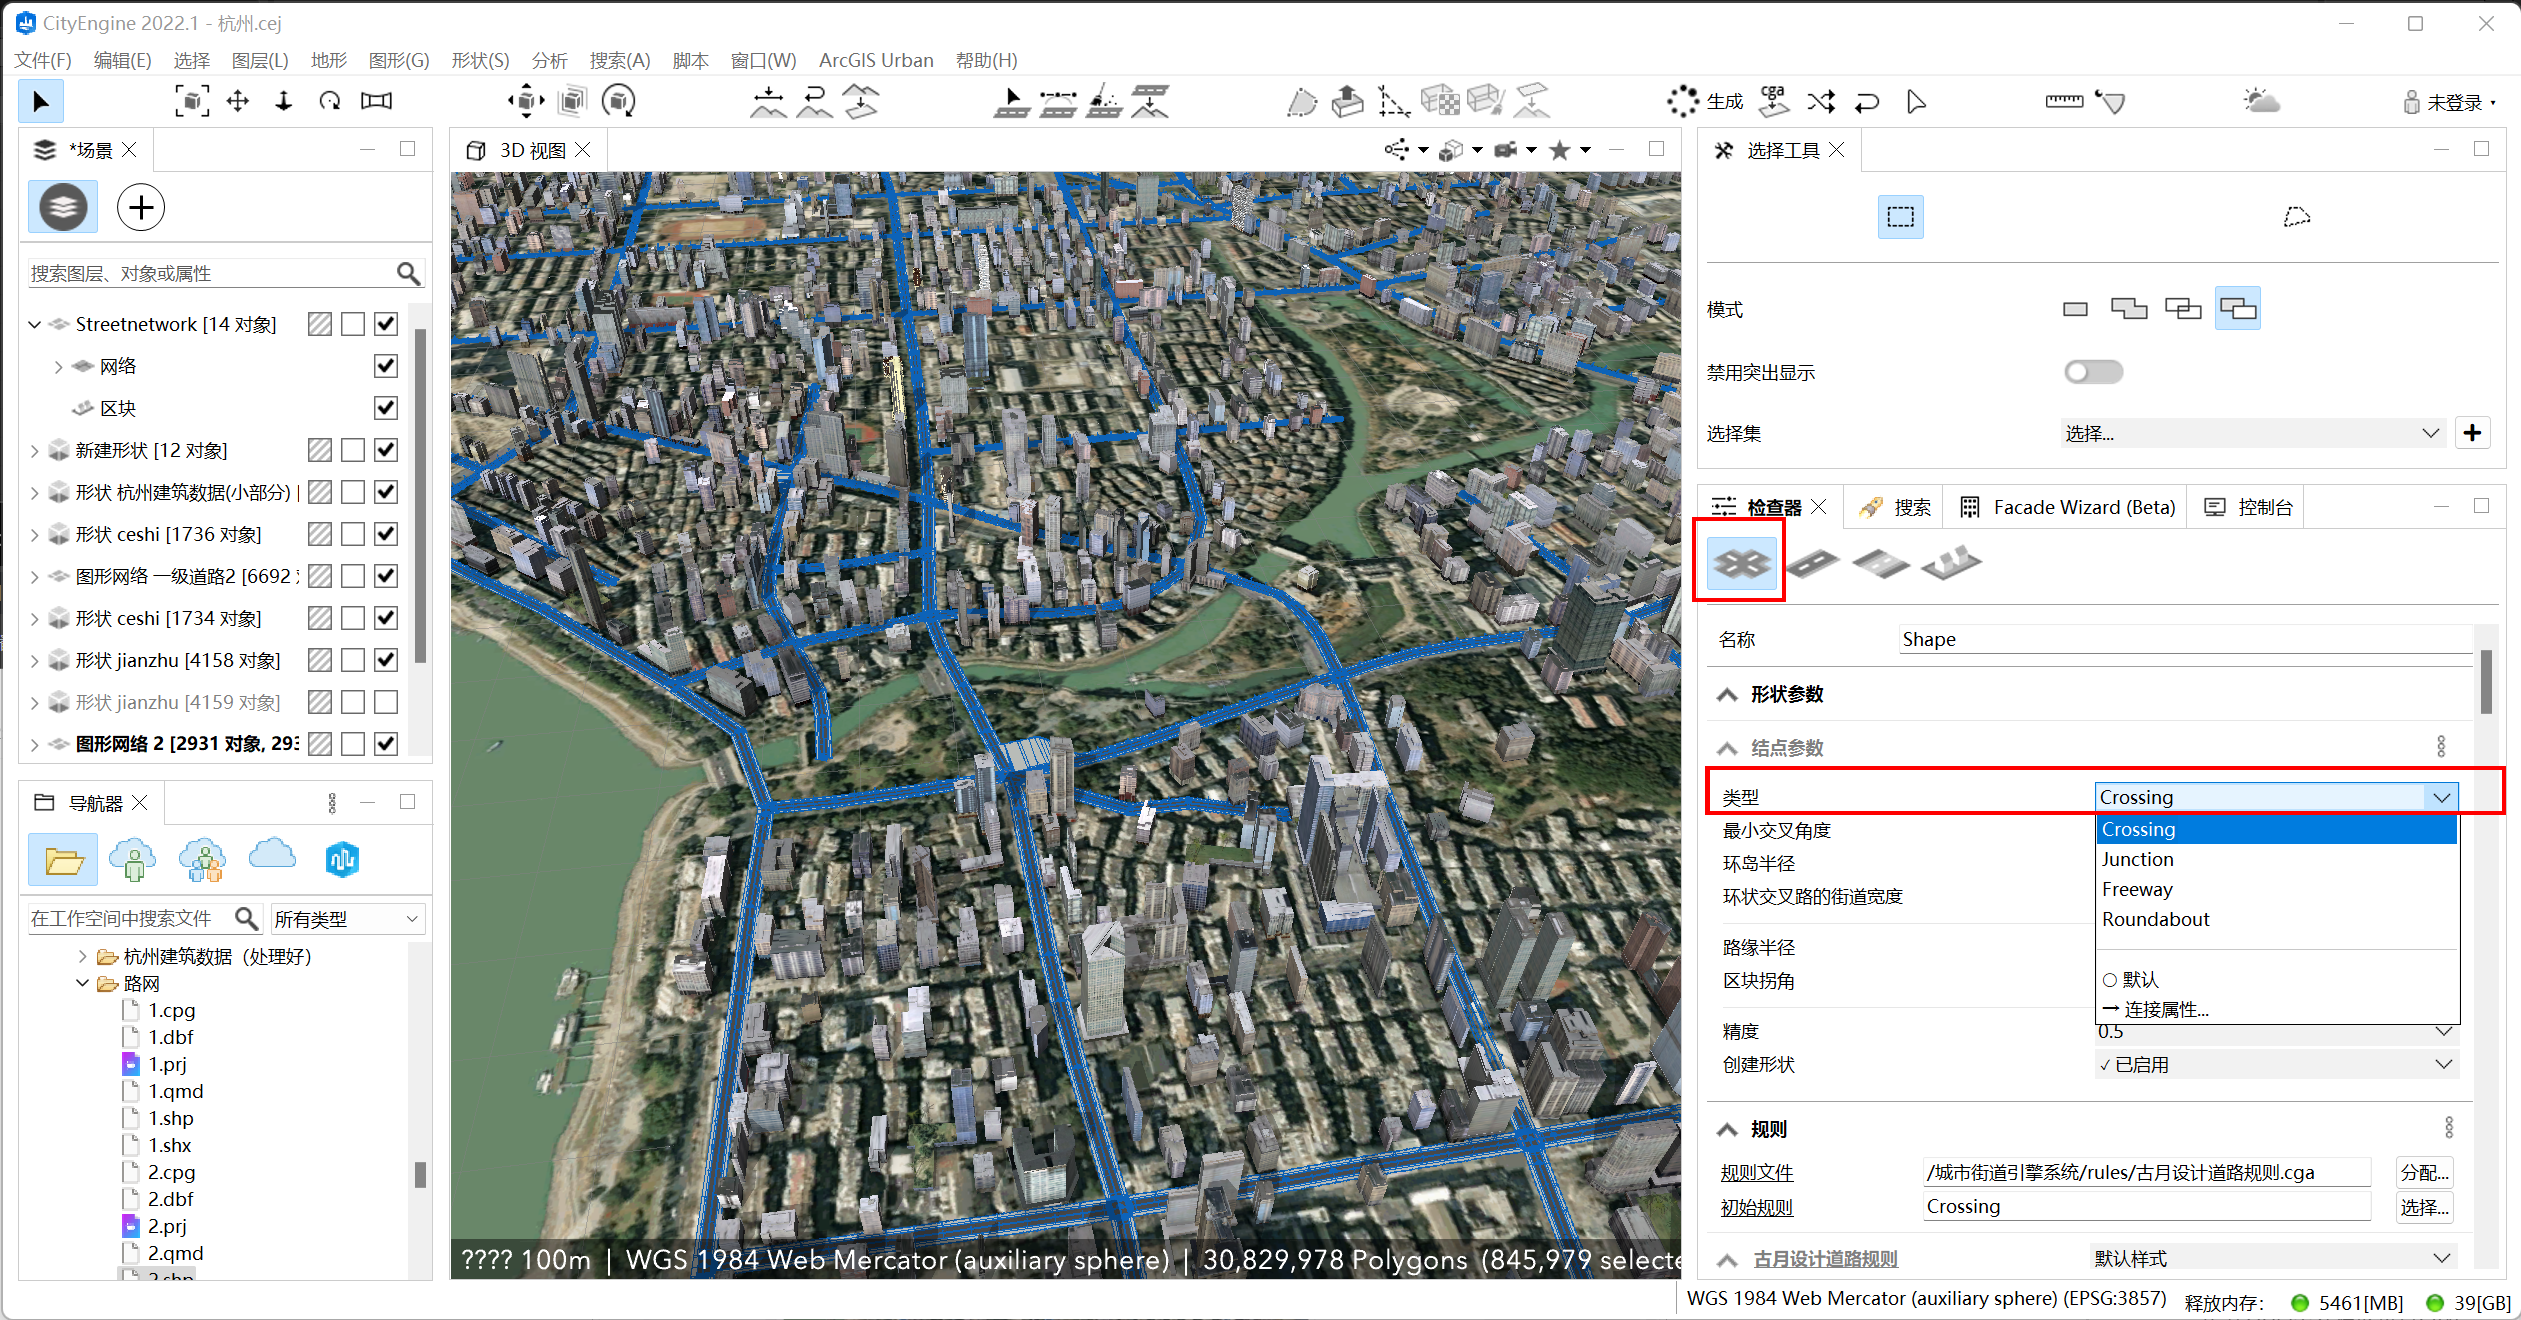 CityEngine 2022.1 - 杭州.cej
文件(F) 编辑(E) 选择 图层(L) 地形 图形(G) 形状(S) 分析 搜索(A) 脚本 窗口(W) ArcGIS Urban 帮助(H)
生成 cga 未登录
*场景
搜索图层、对象或属性
Streetnetwork [14 对象]
网络
区块
新建形状 [12 对象]
形状 杭州建筑数据(小部分)
形状 ceshi [1736 对象]
图形网络 一级道路2 [6692
形状 ceshi [1734 对象]
形状 jianzhu [4158 对象]
形状 jianzhu [4159 对象]
图形网络 2 [2931 对象, 293
导航器
在工作空间中搜索文件 所有类型
杭州建筑数据（处理好）
路网
1.cpg
1.dbf
1.prj
1.qmd
1.shp
1.shx
2.cpg
2.dbf
2.prj
2.qmd
2.shp
3D 视图
???? 100m | WGS 1984 Web Mercator (auxiliary sphere) | 30,829,978 Polygons (845,979 selecte
选择工具
模式
禁用突出显示
选择集 选择...
检查器 搜索 Facade Wizard (Beta) 控制台
名称 Shape
形状参数
结点参数
类型 Crossing
Crossing
Junction
Freeway
Roundabout
默认
连接属性...
最小交叉角度
环岛半径
环状交叉路的街道宽度
路缘半径
区块拐角
精度 0.5
创建形状 ✓已启用
规则
规则文件 /城市街道引擎系统/rules/古月设计道路规则.cga 分配...
初始规则 Crossing 选择...
古月设计道路规则 默认样式
WGS 1984 Web Mercator (auxiliary sphere) (EPSG:3857) 释放内存: 5461[MB] 39[GB]